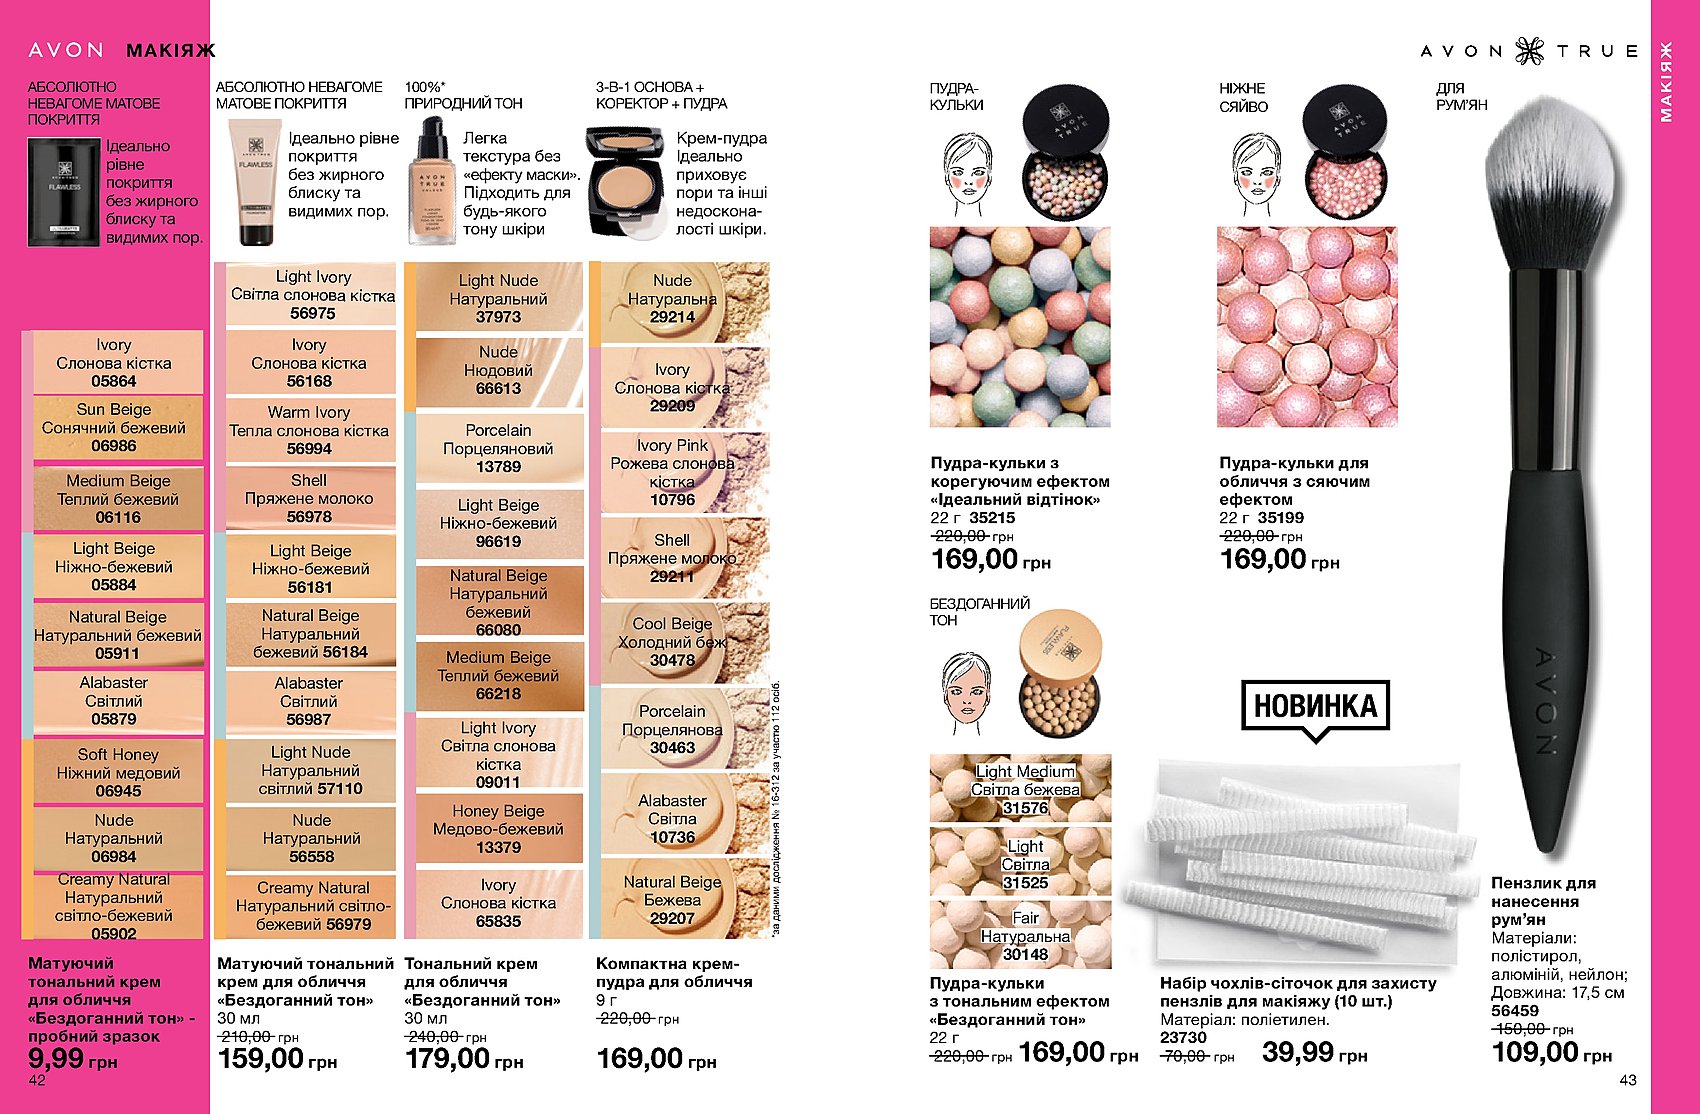 AVON МАКІЯЖ
АБСОЛЮТНО
НЕВАГОМЕ МАТОВЕ
ПОКРИТТЯ
Ідеально
рівне
покриття
без жирного
блиску та
видимих пор.
Ivory
Слонова кістка
05864
Sun Beige
Сонячний бежевий
06986
Medium Beige
Теплий бежевий
06116
Light Beige
Ніжно-бежевий
05884
Natural Beige
Натуральний бежевий
05911
Alabaster
Світлий
05879
Soft Honey
Ніжний медовий
06945
Nude
Натуральний
06984
Creamy Natural
Натуральний
світло-бежевий
05902
Матуючий
тональний крем
для обличчя
«Бездоганний тон» -
пробний зразок
9,99 грн
42
АБСОЛЮТНО НЕВАГОМЕ
МАТОВЕ ПОКРИТТЯ
FLAWLESS
Ідеально рівне
покриття
без жирного
блиску та
видимих пор.
Light Ivory
Світла слонова кістка
56975
Ivory
Слонова кістка
56168
Warm Ivory
Тепла слонова кістка
56994
Shell
Пряжене молоко
56978
Light Beige
Ніжно-бежевий
56181
Natural Beige
Натуральний
бежевий 56184
Alabaster
Світлий
56987
Light Nude
Натуральний
світлий 57110
Nude
Натуральний
56558
Creamy Natural
Натуральний світло-
бежевий 56979
Матуючий тональний
крем для обличчя
«Бездоганний тон»
30 мл
210,00 грн
159,00 грн
100%*
ПРИРОДНИЙ ТОН
AVON
TRUE
Легка
текстура без
«ефекту маски».
Підходить для
будь-якого
тону шкіри
Light Nude
Натуральний
37973
Nude
Нюдовий
66613
Porcelain
Порцеляновий
13789
Light Beige
Ніжно-бежевий
96619
Natural Beige
Натуральний
бежевий
66080
Medium Beige
Теплий бежевий
66218
Light Ivory
Світла слонова
кістка
09011
Honey Beige
Медово-бежевий
13379
Ivory
Слонова кістка
65835
Тональний крем
для обличчя
«Бездоганний тон»
30 мл
240,00 грн
179,00 грн
3-В-1 ОСНОВА +
КОРЕКТОР + ПУДРА
Крем-пудра
Ідеально
приховує
пори та інші
недоскона-
лості шкіри.
Nude
Натуральна
29214
Ivory
Слонова кістка
29209
Ivory Pink
Рожева слонова
кістка
10796
Shell
Пряжене молоко
29211
Cool Beige
Холодний беж
30478
Porcelain
Порцелянова
30463
Alabaster
Світла
10736
Natural Beige
Бежева
29207
*за даними дослідження № 16-312 за участю 112 осіб.
Компактна крем-
пудра для обличчя
9 г
220,00 грн
169,00 грн
AVON TRUE
МАКІЯЖ
ПУДРА-
КУЛЬКИ
AVON
TRUE
Пудра-кульки з
корегуючим ефектом
«Ідеальний відтінок»
22 г 35215
220,00 грн
169,00 грн
НІЖНЕ
СЯЙВО
AVON
TRUE
Пудра-кульки для
обличчя з сяючим
ефектом
22 г 35199
220,00 грн
169,00 грн
ДЛЯ
РУМ’ЯН
AVON
БЕЗДОГАННИЙ
ТОН
FLAWLESS
Light Medium
Світла бежева
31576
Light
Світла
31525
Fair
Натуральна
30148
Пудра-кульки
з тональним ефектом
«Бездоганний тон»
22 г
220,00 грн 169,00 грн
НОВИНКА
Набір чохлів-сіточок для захисту
пензлів для макіяжу (10 шт.)
Матеріал: поліетилен.
23730
70,00 грн 39,99 грн
Пензлик для
нанесення
рум’ян
Матеріали:
полістирол,
алюміній, нейлон;
Довжина: 17,5 см
56459
150,00 грн
109,00 грн
43